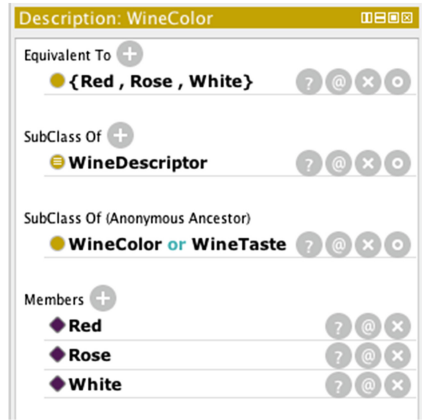 Description: WineColor
Equivalent To +
{Red , Rose , White} ? @ × o
SubClass Of +
WineDescriptor ? @ × o
SubClass Of (Anonymous Ancestor)
WineColor or WineTaste ? @ × o
Members +
Red ? @ ×
Rose ? @ ×
White ? @ ×